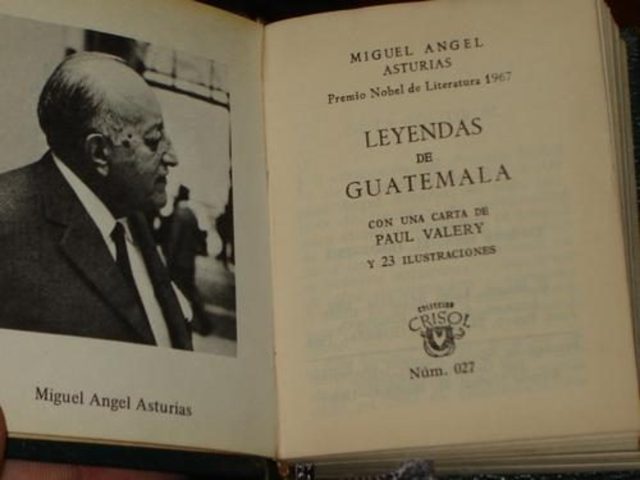 Miguel Angel Asturias
MIGUEL ANGEL
ASTURIAS
Premio Nobel de Literatura 1967
LEYENDAS
DE
GUATEMALA
CON UNA CARTA DE
PAUL VALERY
Y 23 ILUSTRACIONES
COLECCION
CRISOL
Núm. 027